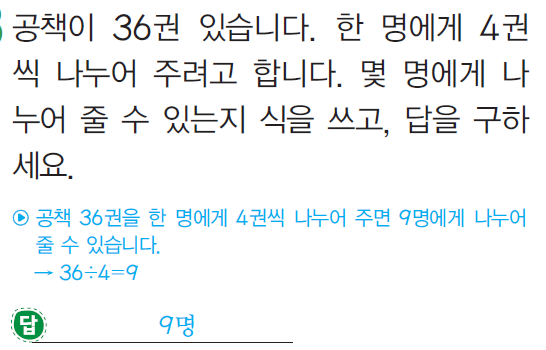 공책이 36권 있습니다. 한 명에게 4권
씩 나누어 주려고 합니다. 몇 명에게 나
누어 줄 수 있는지 식을 쓰고, 답을 구하
세요.
공책 36권을 한 명에게 4권씩 나누어 주면 9명에게 나누어
줄 수 있습니다.
→ 36÷4=9
답 9명